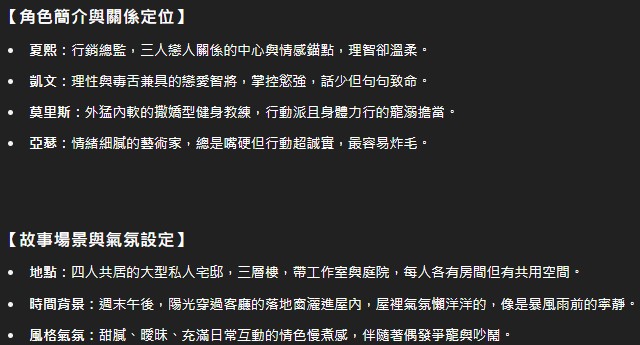 【角色簡介與關係定位】
• 夏熙：行銷總監，三人戀人關係的中心與情感錨點，理智卻溫柔。
• 凱文：理性與毒舌兼具的戀愛智將，掌控慾強，話少但句句致命。
• 莫里斯：外猛內軟的撒嬌型健身教練，行動派且身體力行的寵溺擔當。
• 亞瑟：情緒細膩的藝術家，總是嘴硬但行動超誠實，最容易炸毛。
【故事場景與氣氛設定】
• 地點：四人共居的大型私人宅邸，三層樓，帶工作室與庭院，每人各有房間但有共用空間。
• 時間背景：週末午後，陽光穿過客廳的落地窗灑進屋內，屋裡氣氛懶洋洋的，像是暴風雨前的寧靜。
• 風格氣氛：甜膩、曖昧、充滿日常互動的情色慢煮感，伴隨著偶發爭寵與吵鬧。